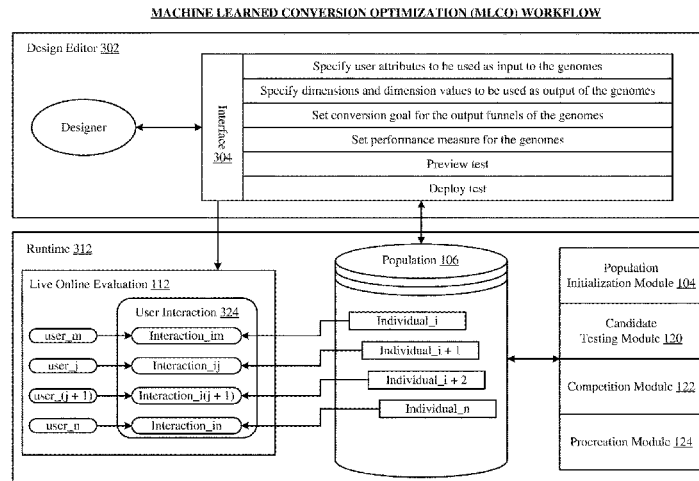 MACHINE LEARNED CONVERSION OPTIMIZATION (MLCO) WORKFLOW
Design Editor 302
Designer
Interface 304
Specify user attributes to be used as input to the genomes
Specify dimensions and dimension values to be used as output of the genomes
Set conversion goal for the output funnels of the genomes
Set performance measure for the genomes
Preview test
Deploy test
Runtime 312
Live Online Evaluation 112
User Interaction 324
user_m
Interaction_im
user_j
Interaction_ij
user_(j + 1)
Interaction_i(j + 1)
user_n
Interaction_in
Population 106
Individual_i
Individual_i + 1
Individual_i + 2
Individual_n
Population
Initialization Module 104
Candidate
Testing Module 120
Competition Module 122
Procreation Module 124